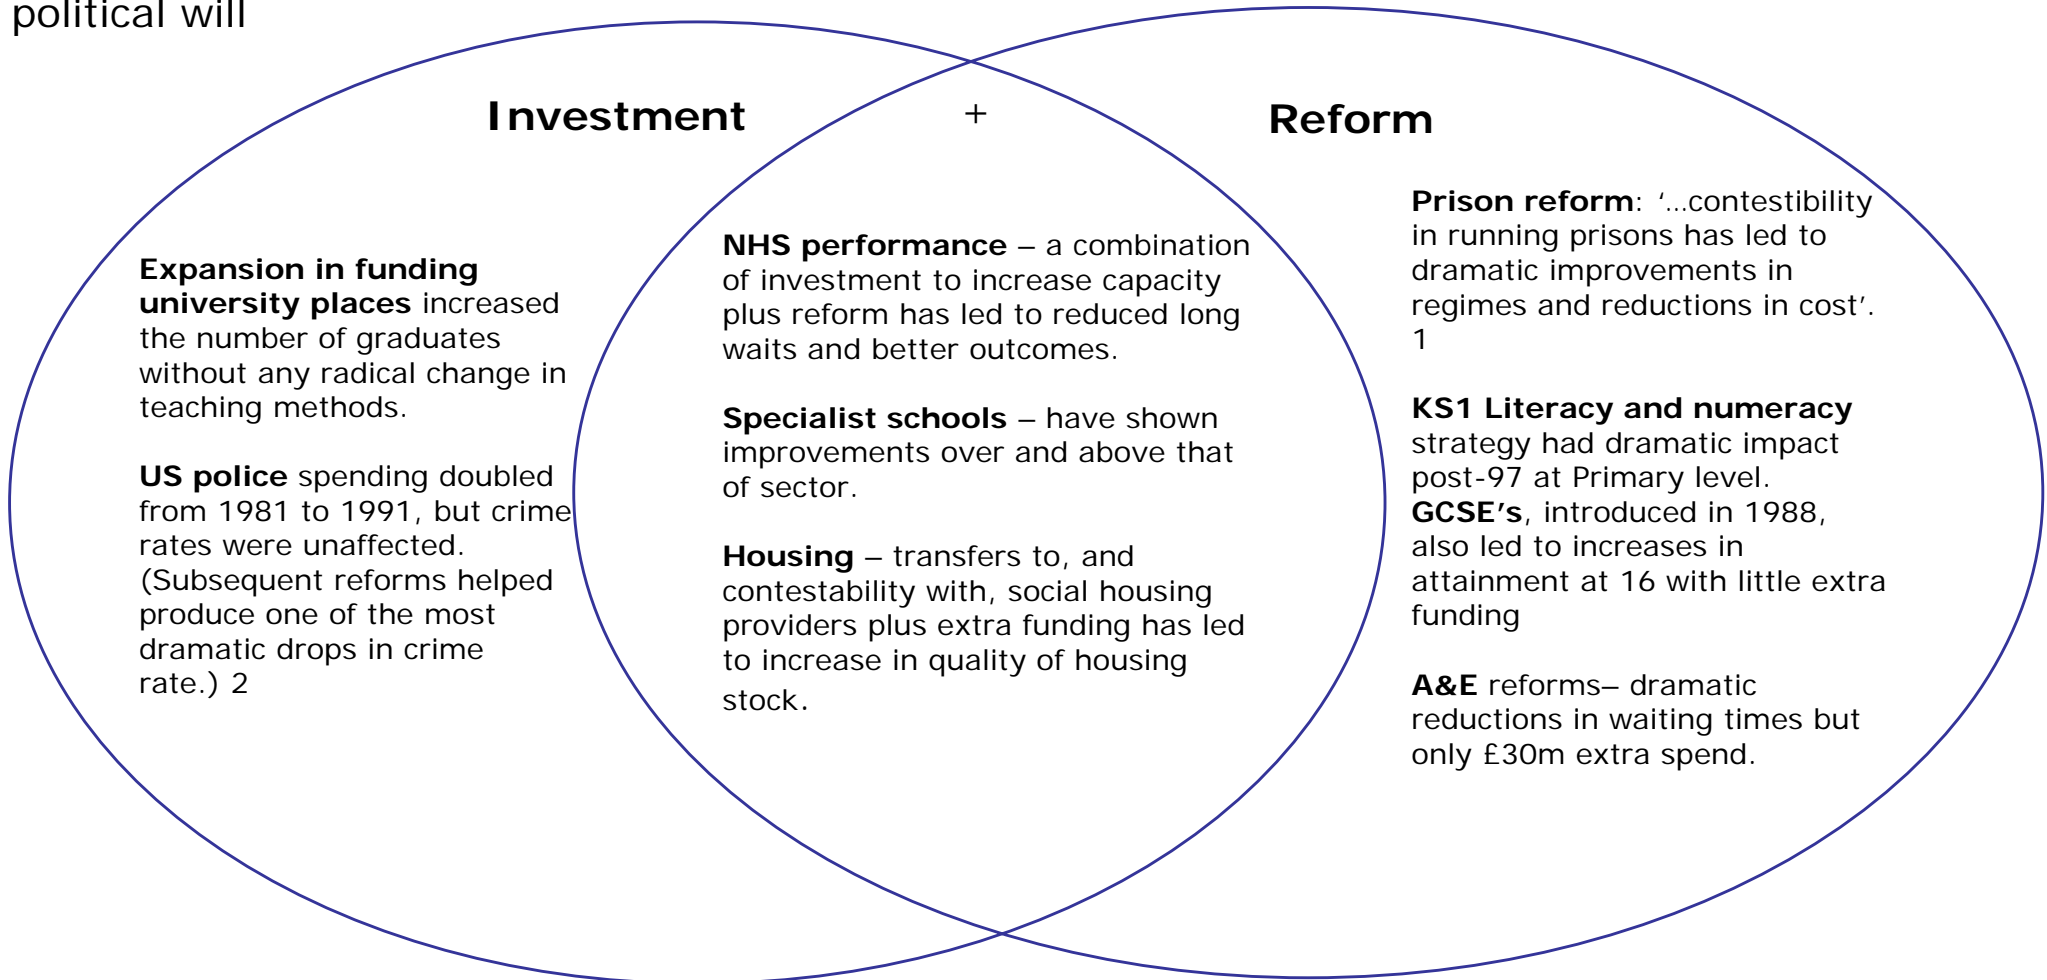 political will
Investment
+
Reform
Expansion in funding
university places increased
the number of graduates
without any radical change in
teaching methods.
US police spending doubled
from 1981 to 1991, but crime
rates were unaffected.
(Subsequent reforms helped
produce one of the most
dramatic drops in crime
rate.) 2
NHS performance – a combination
of investment to increase capacity
plus reform has led to reduced long
waits and better outcomes.
Specialist schools – have shown
improvements over and above that
of sector.
Housing – transfers to, and
contestability with, social housing
providers plus extra funding has led
to increase in quality of housing
stock.
Prison reform: ‘…contestibility
in running prisons has led to
dramatic improvements in
regimes and reductions in cost’.
1
KS1 Literacy and numeracy
strategy had dramatic impact
post-97 at Primary level.
GCSE’s, introduced in 1988,
also led to increases in
attainment at 16 with little extra
funding
A&E reforms– dramatic
reductions in waiting times but
only £30m extra spend.